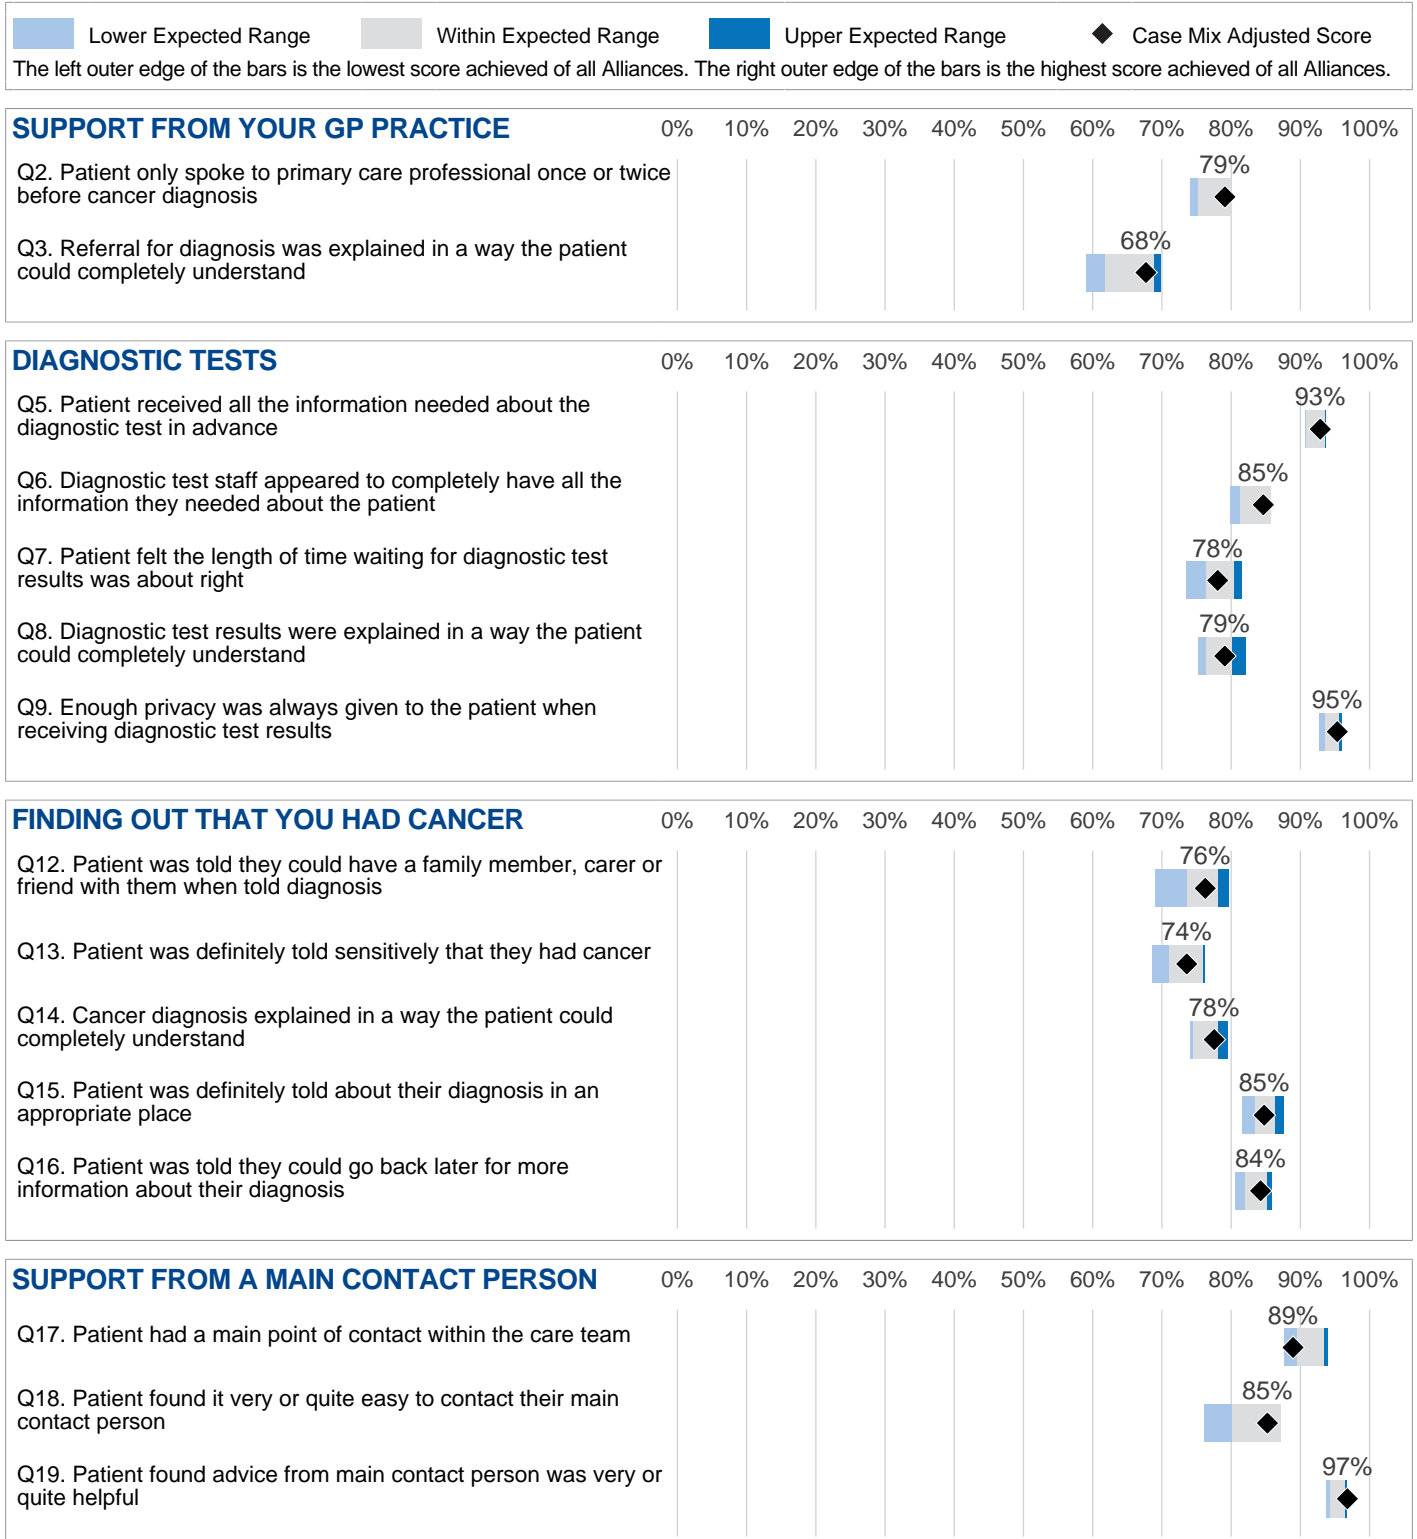 Lower Expected Range Within Expected Range Upper Expected Range Case Mix Adjusted Score
The left outer edge of the bars is the lowest score achieved of all Alliances. The right outer edge of the bars is the highest score achieved of all Alliances.
SUPPORT FROM YOUR GP PRACTICE 0% 10% 20% 30% 40% 50% 60% 70% 80% 90% 100%
Q2. Patient only spoke to primary care professional once or twice
before cancer diagnosis
79%
Q3. Referral for diagnosis was explained in a way the patient
could completely understand
68%
DIAGNOSTIC TESTS 0% 10% 20% 30% 40% 50% 60% 70% 80% 90% 100%
Q5. Patient received all the information needed about the
diagnostic test in advance
93%
Q6. Diagnostic test staff appeared to completely have all the
information they needed about the patient
85%
Q7. Patient felt the length of time waiting for diagnostic test
results was about right
78%
Q8. Diagnostic test results were explained in a way the patient
could completely understand
79%
Q9. Enough privacy was always given to the patient when
receiving diagnostic test results
95%
FINDING OUT THAT YOU HAD CANCER 0% 10% 20% 30% 40% 50% 60% 70% 80% 90% 100%
Q12. Patient was told they could have a family member, carer or
friend with them when told diagnosis
76%
Q13. Patient was definitely told sensitively that they had cancer
74%
Q14. Cancer diagnosis explained in a way the patient could
completely understand
78%
Q15. Patient was definitely told about their diagnosis in an
appropriate place
85%
Q16. Patient was told they could go back later for more
information about their diagnosis
84%
SUPPORT FROM A MAIN CONTACT PERSON 0% 10% 20% 30% 40% 50% 60% 70% 80% 90% 100%
Q17. Patient had a main point of contact within the care team
89%
Q18. Patient found it very or quite easy to contact their main
contact person
85%
Q19. Patient found advice from main contact person was very or
quite helpful
97%